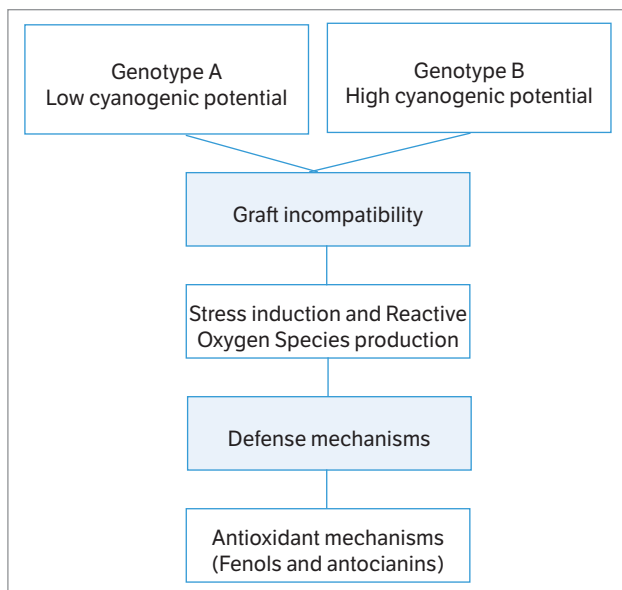 Genotype A
Low cyanogenic potential
Genotype B
High cyanogenic potential
Graft incompatibility
Stress induction and Reactive
Oxygen Species production
Defense mechanisms
Antioxidant mechanisms
(Fenols and antocianins)